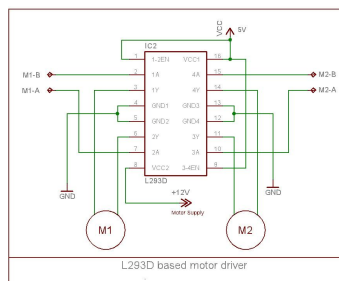 VCC
5V
IC2
1 1-2EN VCC1 16
M1-B 2 1A 4A 15 M2-B
M1-A 3 1Y 4Y 14 M2-A
4 GND1 GND3 13
5 GND2 GND4 12
6 2Y 3Y 11
7 2A 3A 10
8 VCC2 3-4EN 9
L293D
GND
GND
+12V
Motor Supply
M1
M2
L293D based motor driver